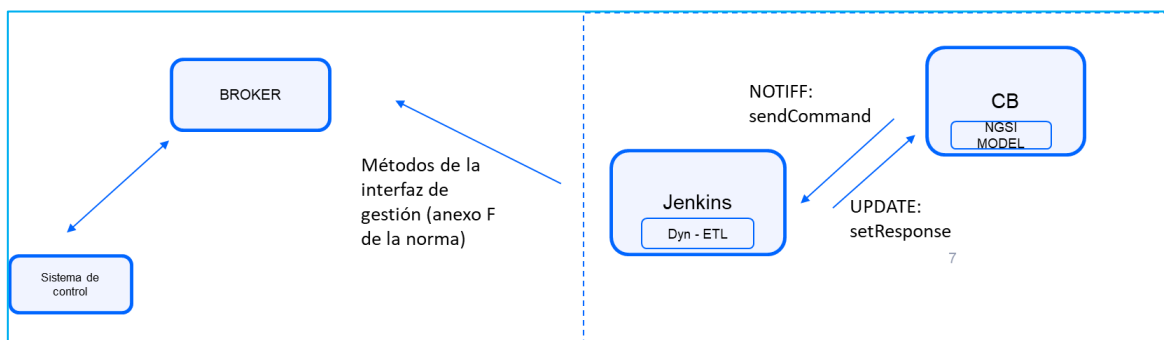 BROKER
Sistema de
control
Métodos de la
interfaz de
gestión (anexo F
de la norma)
NOTIFF:
sendCommand
CB
NGSI
MODEL
Jenkins
Dyn - ETL
UPDATE:
setResponse
7